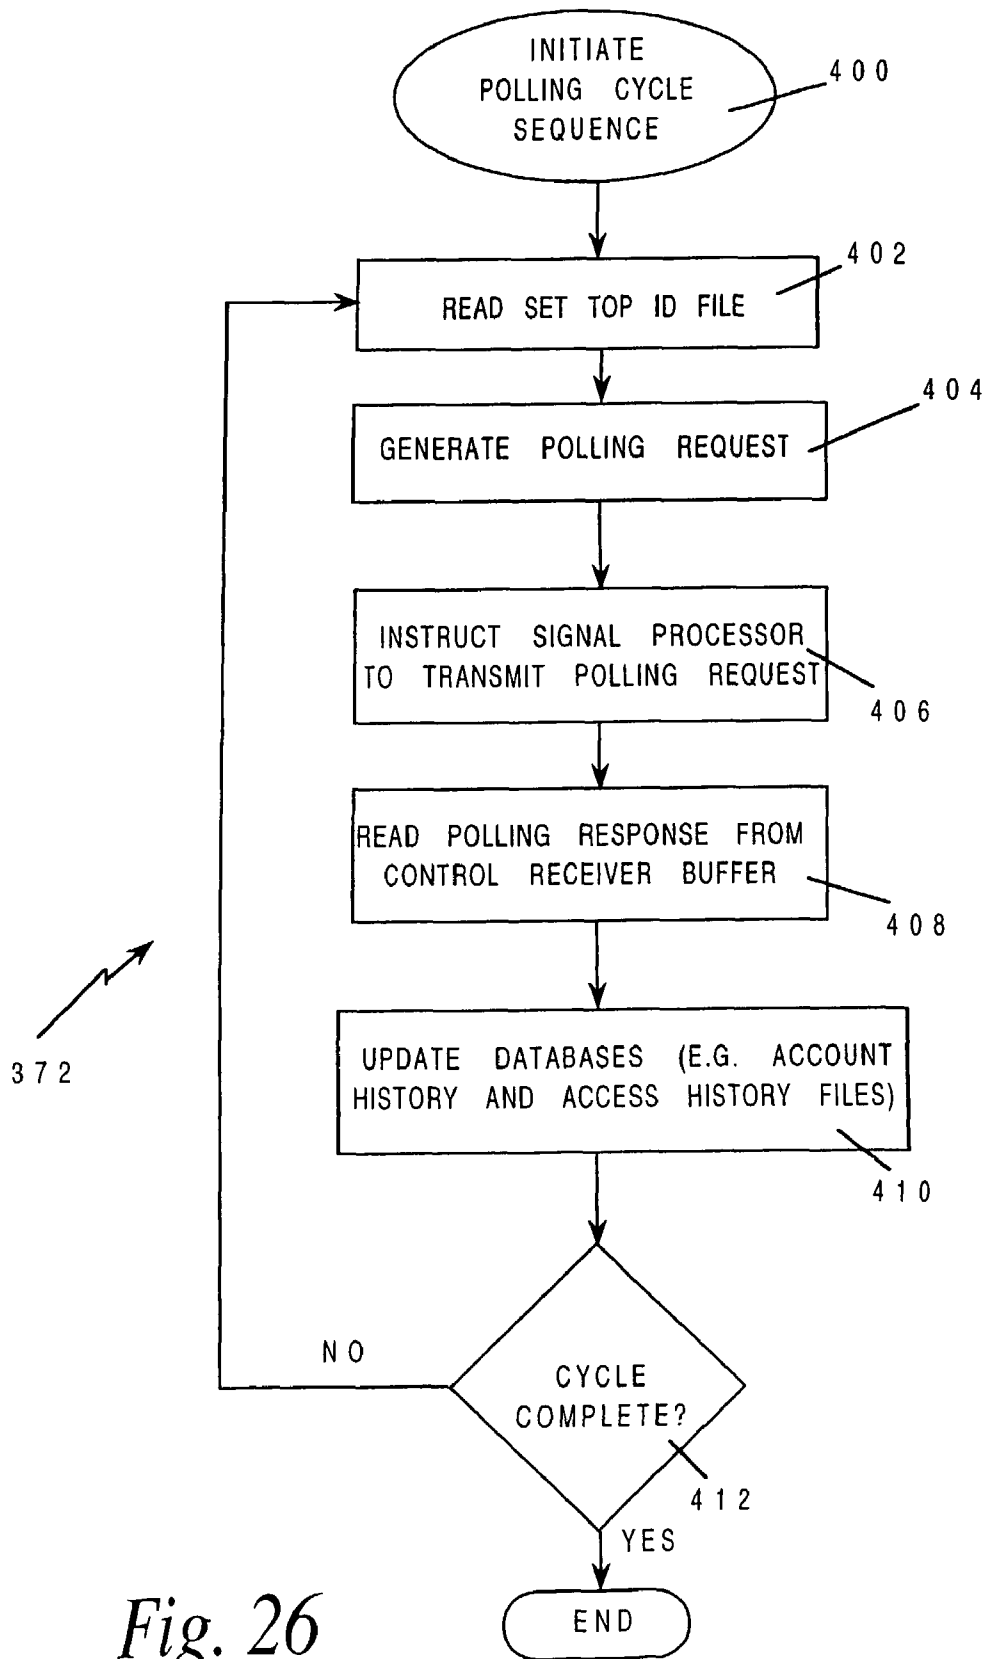 INITIATE
POLLING CYCLE
SEQUENCE
400
402
READ SET TOP ID FILE
404
GENERATE POLLING REQUEST
INSTRUCT SIGNAL PROCESSOR
TO TRANSMIT POLLING REQUEST
406
READ POLLING RESPONSE FROM
CONTROL RECEIVER BUFFER
408
372
UPDATE DATABASES (E.G. ACCOUNT
HISTORY AND ACCESS HISTORY FILES)
410
NO
CYCLE
COMPLETE?
412
YES
END
Fig. 26